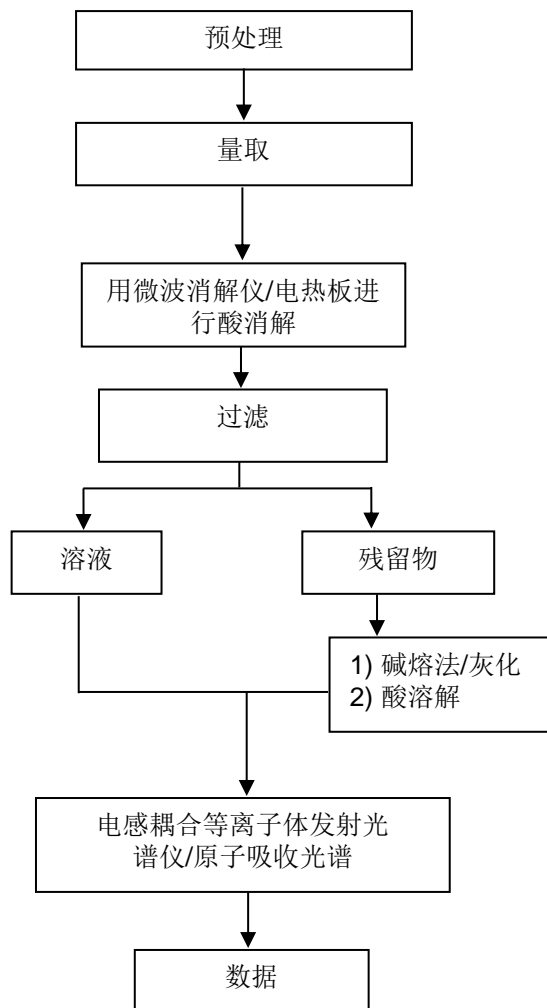 预处理
量取
用微波消解仪/电热板进
行酸消解
过滤
溶液
残留物
1) 碱熔法/灰化
2) 酸溶解
电感耦合等离子体发射光
谱仪/原子吸收光谱
数据